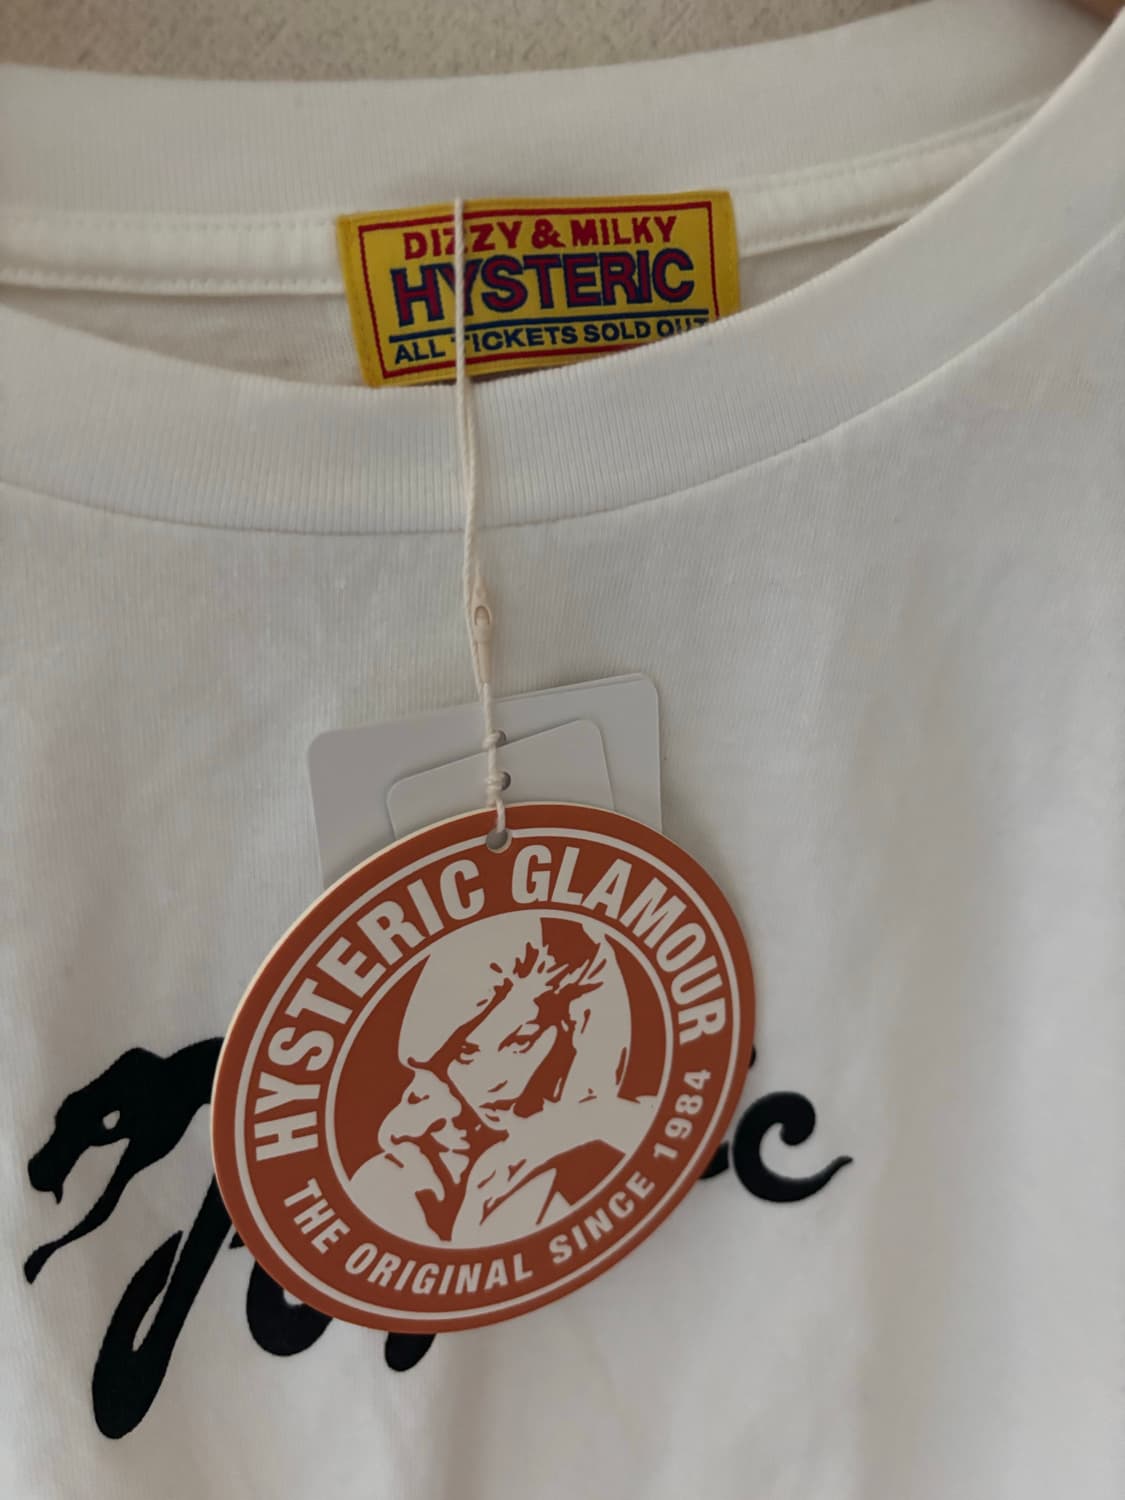 DIZZY & MILKY
HYSTERIC
ALL TICKETS SOLD OUT
HYSTERIC GLAMOUR
THE ORIGINAL SINCE 1984